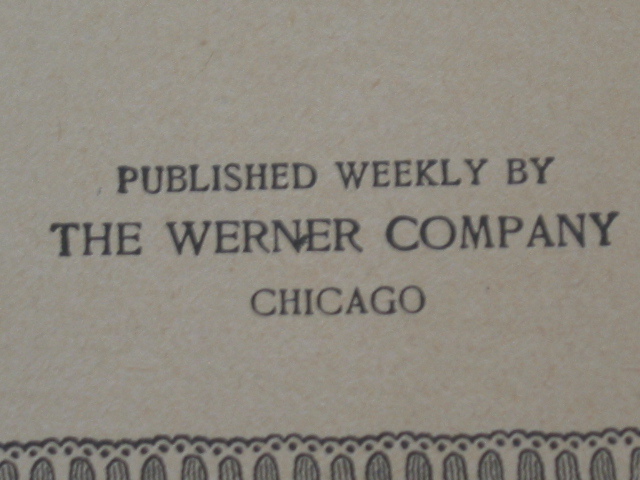 PUBLISHED WEEKLY BY
THE WERNER COMPANY
CHICAGO